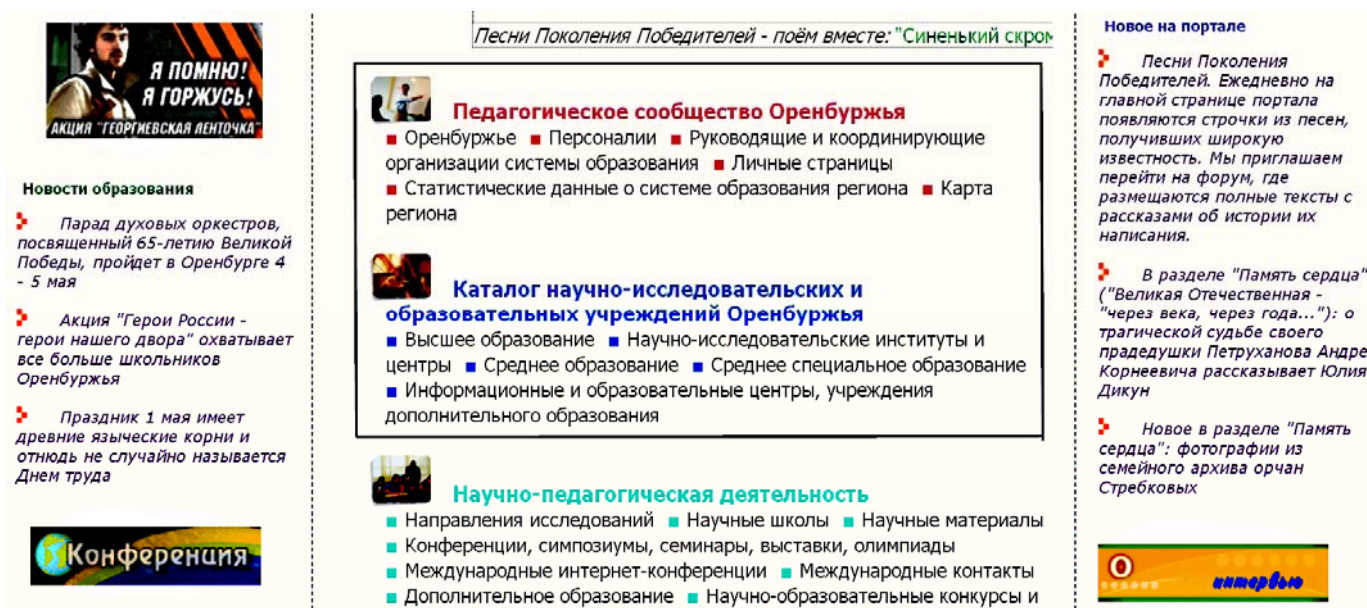 Я ПОМНЮ!
Я ГОРЖУСЬ!
АКЦИЯ "ГЕОРГИЕВСКАЯ ЛЕНТОЧКА"
Новости образования
Парад духовых оркестров,
посвященный 65-летию Великой
Победы, пройдет в Оренбурге 4
- 5 мая
Акция "Герои России -
герои нашего двора" охватывает
все больше школьников
Оренбуржья
Праздник 1 мая имеет
древние языческие корни и
отнюдь не случайно называется
Днем труда
Конференция
Песни Поколения Победителей - поём вместе: "Синенький скром
Педагогическое сообщество Оренбуржья
Оренбуржье Персоналии Руководящие и координирующие
организации системы образования Личные страницы
Статистические данные о системе образования региона Карта
региона
Каталог научно-исследовательских и
образовательных учреждений Оренбуржья
Высшее образование Научно-исследовательские институты и
центры Среднее образование Среднее специальное образование
Информационные и образовательные центры, учреждения
дополнительного образования
Научно-педагогическая деятельность
Направления исследований Научные школы Научные материалы
Конференции, симпозиумы, семинары, выставки, олимпиады
Международные интернет-конференции Международные контакты
Дополнительное образование Научно-образовательные конкурсы и
Новое на портале
Песни Поколения
Победителей. Ежедневно на
главной странице портала
появляются строчки из песен,
получивших широкую
известность. Мы приглашаем
перейти на форум, где
размещаются полные тексты с
рассказами об истории их
написания.
В разделе "Память сердца"
("Великая Отечественная -
"через века, через года..."): о
трагической судьбе своего
прадедушки Петруханова Андре
Корнеевича рассказывает Юлия
Дикун
Новое в разделе "Память
сердца": фотографии из
семейного архива орчан
Стребковых
интервью